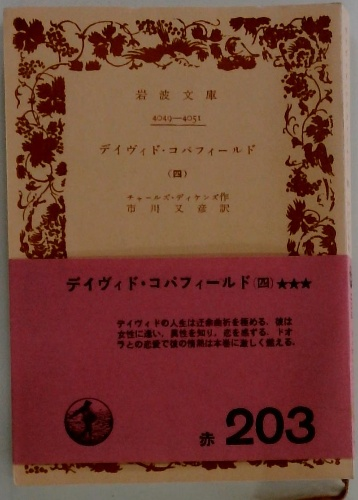 岩波文庫
4049—4051
デイヴィド・コパフィールド
(四)
チャールズ・ディケンズ作
市川又彦訳
デイヴィド・コパフィールド(四)★★★
デイヴィドの人生は迂余曲折を極める。彼は
女性に逢い、異性を知り、恋を感ずる。ドオ
ラとの恋愛で彼の情熱は本巻に激しく燃える。
赤 203